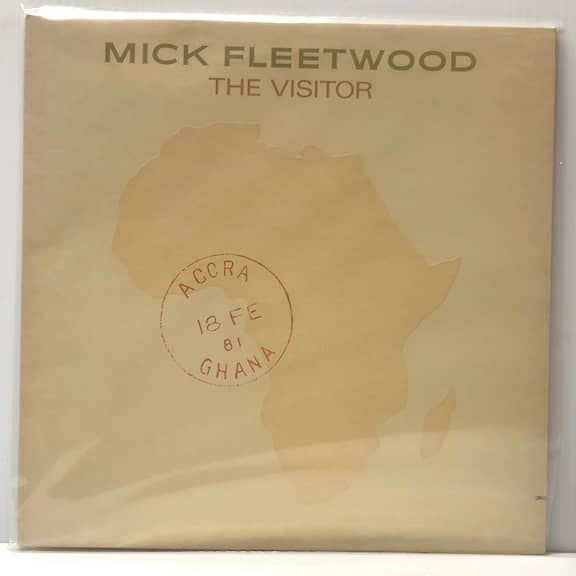 MICK FLEETWOOD
THE VISITOR
ACCRA
18 FE
81
GHANA